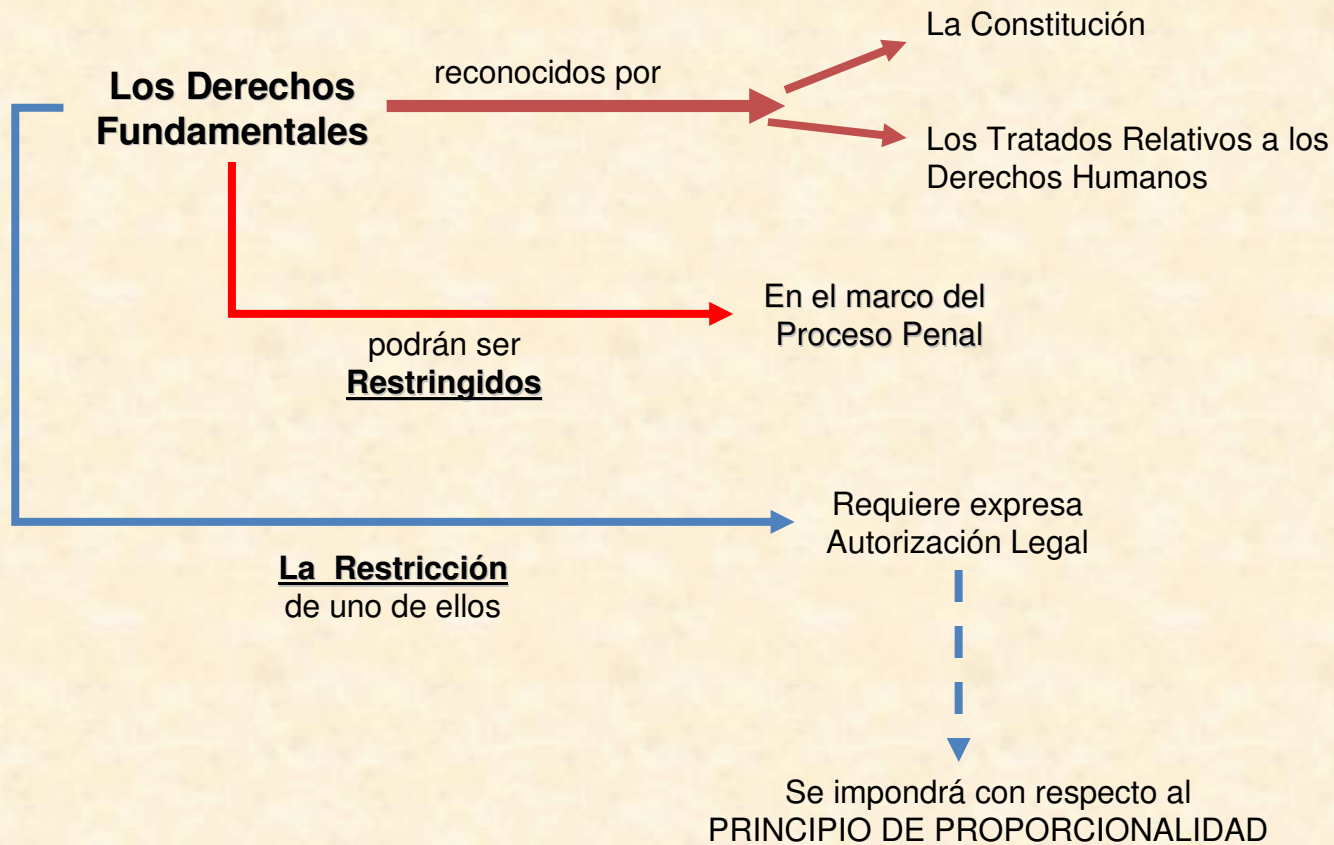 Los Derechos
Fundamentales
reconocidos por
La Constitución
Los Tratados Relativos a los
Derechos Humanos
podrán ser
Restringidos
En el marco del
Proceso Penal
La Restricción
de uno de ellos
Requiere expresa
Autorización Legal
Se impondrá con respecto al
PRINCIPIO DE PROPORCIONALIDAD